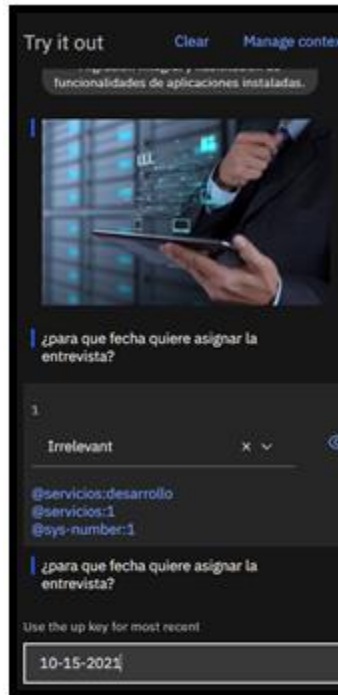 Try it out Clear Manage contex
funcionalidades de aplicaciones instaladas.
¿para que fecha quiere asignar la
entrevista?
1
Irrelevant
@servicios:desarrollo
@servicios:1
@sys-number:1
¿para que fecha quiere asignar la
entrevista?
Use the up key for most recent
10-15-2021